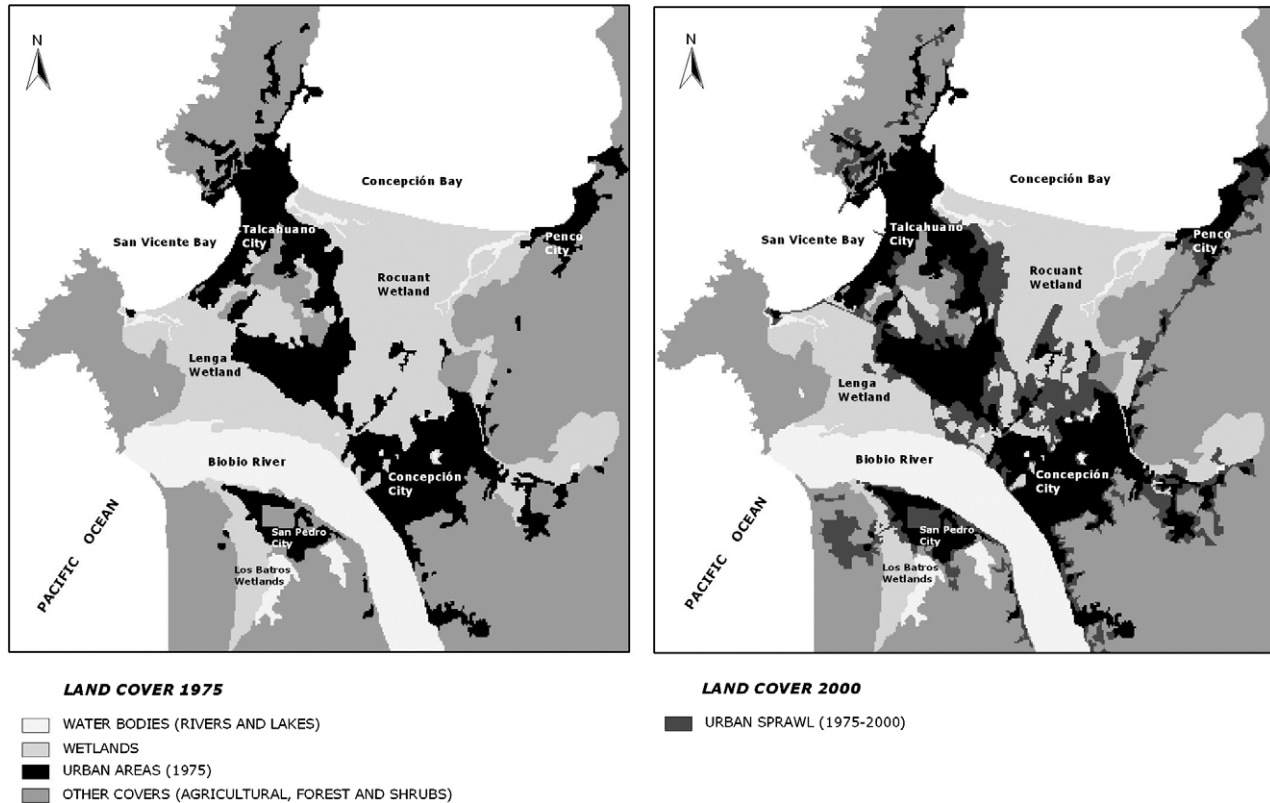 N
Concepción Bay
San Vicente Bay
Talcahuano
City
Penco
City
Rocuant
Wetland
Lenga
Wetland
Biobio River
Concepción
City
San Pedro
City
Los Batros
Wetlands
PACIFIC OCEAN
LAND COVER 1975
WATER BODIES (RIVERS AND LAKES)
WETLANDS
URBAN AREAS (1975)
OTHER COVERS (AGRICULTURAL, FOREST AND SHRUBS)
N
Concepción Bay
San Vicente Bay
Talcahuano
City
Penco
City
Rocuant
Wetland
Lenga
Wetland
Biobio River
Concepción
City
San Pedro
City
Los Batros
Wetlands
PACIFIC OCEAN
LAND COVER 2000
URBAN SPRAWL (1975-2000)